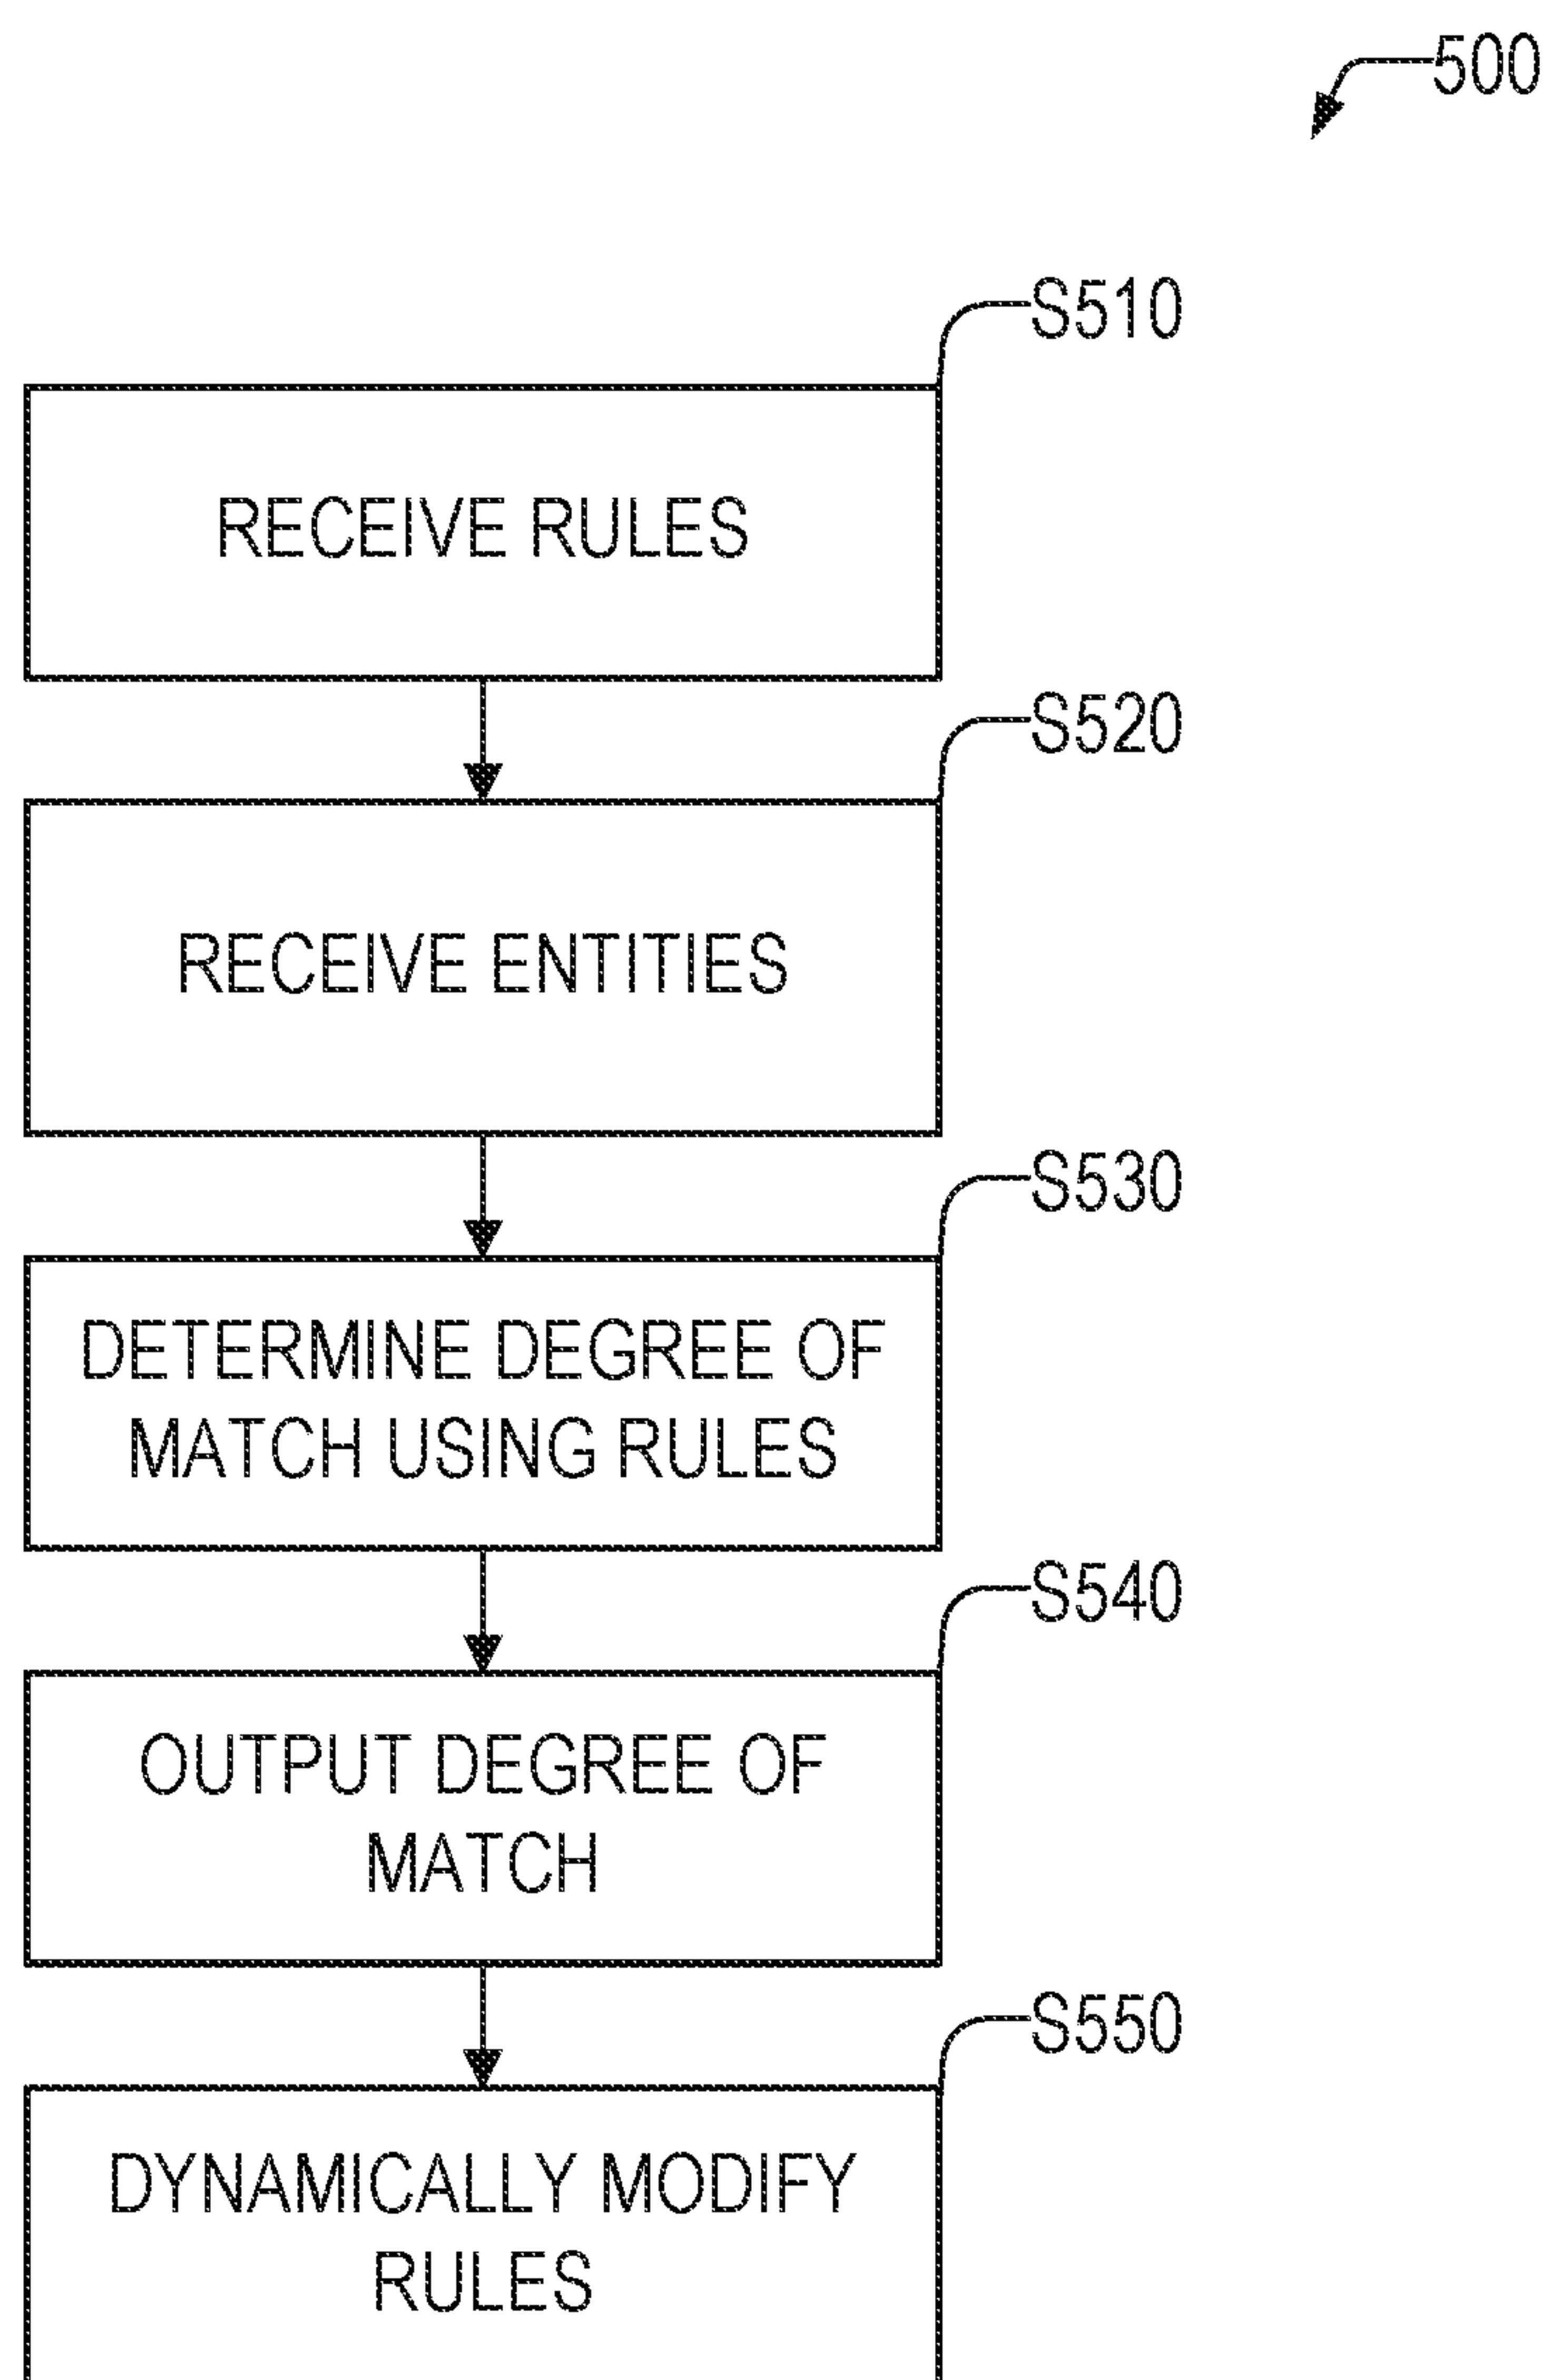 500
S510
RECEIVE RULES
S520
RECEIVE ENTITIES
S530
DETERMINE DEGREE OF
MATCH USING RULES
S540
OUTPUT DEGREE OF
MATCH
S550
DYNAMICALLY MODIFY
RULES